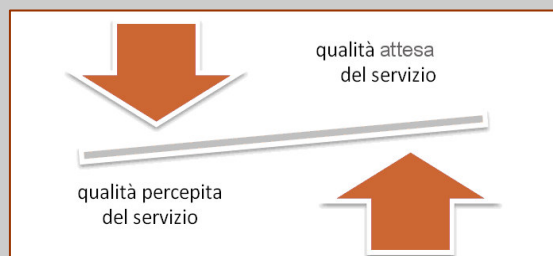 qualità attesa
del servizio
qualità percepita
del servizio